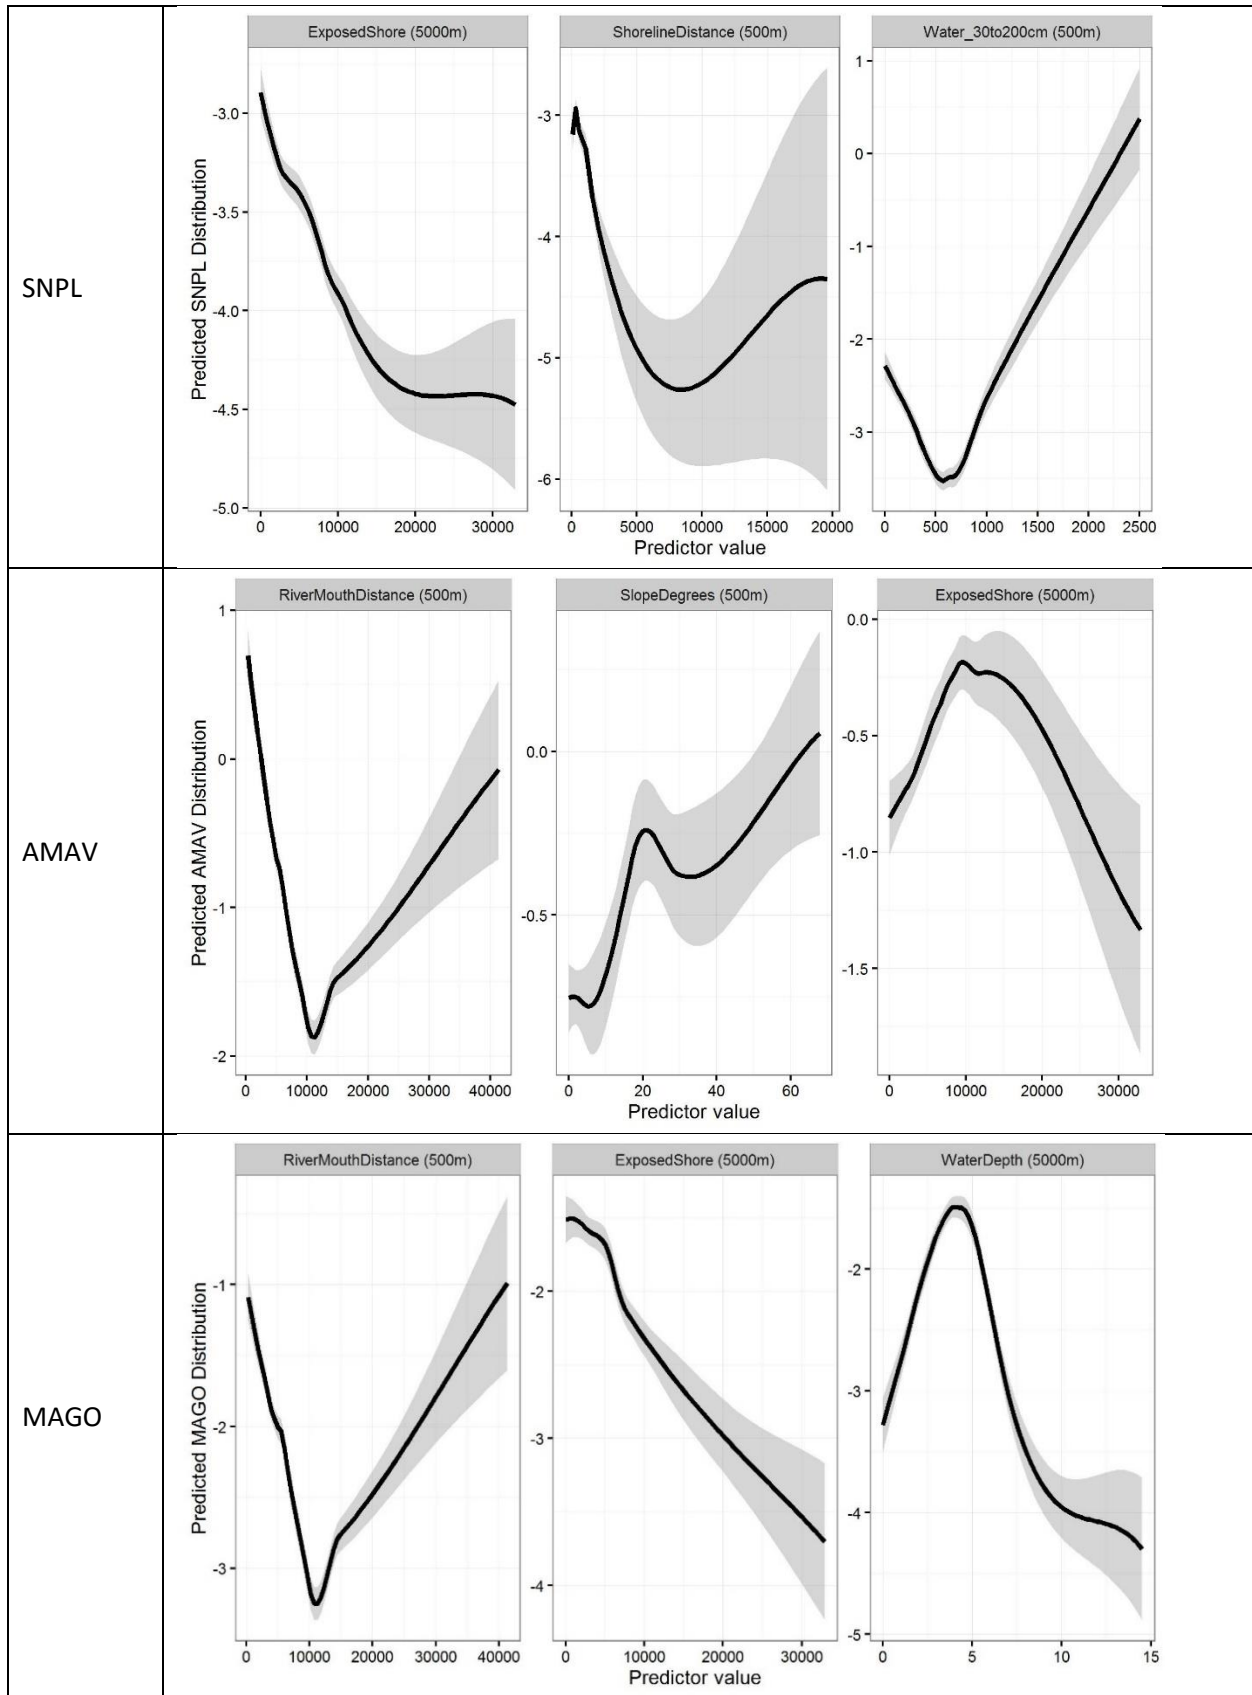 SNPL
ExposedShore (5000m) ShorelineDistance (500m) Water_30to200cm (500m)
Predicted SNPL Distribution
-3.0
-3.5
-4.0
-4.5
-5.0
-3
-4
-5
-6
1
0
-1
-2
-3
0 10000 20000 30000 0 5000 10000 15000 20000 0 500 1000 1500 2000 2500
Predictor value
AMAV
RiverMouthDistance (500m) SlopeDegrees (500m) ExposedShore (5000m)
Predicted AMAV Distribution
1
0
-1
-2
0.0
-0.5
0.0
-0.5
-1.0
-1.5
0 10000 20000 30000 40000 0 20 40 60 0 10000 20000 30000
Predictor value
MAGO
RiverMouthDistance (500m) ExposedShore (5000m) WaterDepth (5000m)
Predicted MAGO Distribution
-1
-2
-3
-2
-3
-4
-2
-3
-4
-5
0 10000 20000 30000 40000 0 10000 20000 30000 0 5 10 15
Predictor value